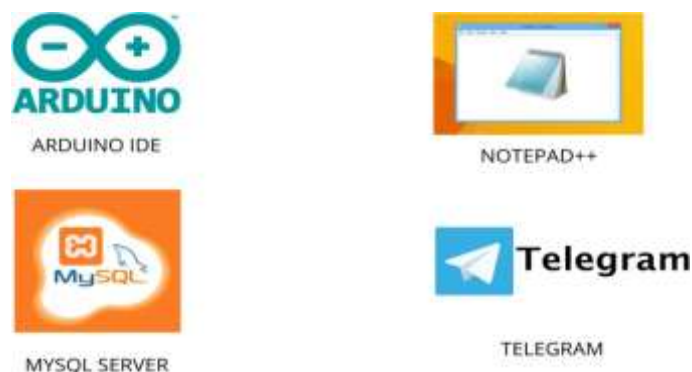 ARDUINO
ARDUINO IDE
NOTEPAD++
MySQL
MYSQL SERVER
Telegram
TELEGRAM